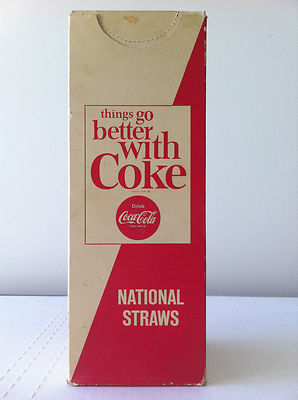 things go
better
with
Coke
Drink
Coca-Cola
NATIONAL
STRAWS